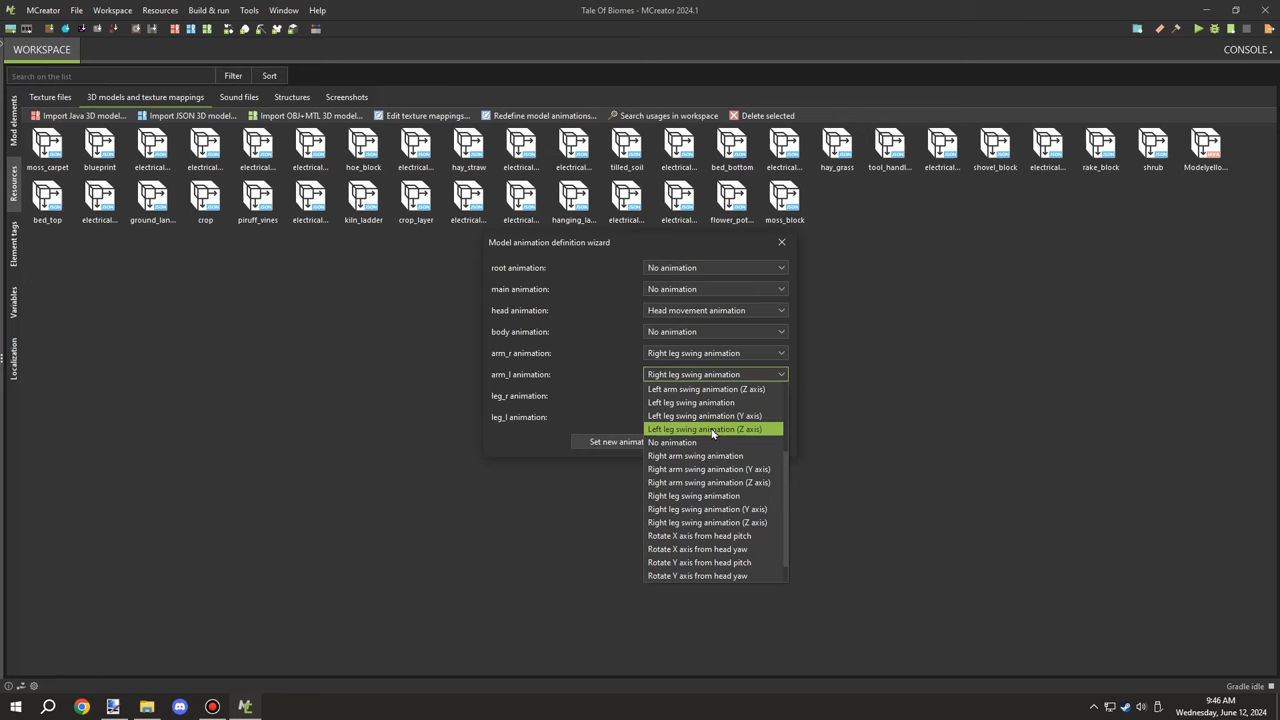 MCreator File Workspace Resources Build & run Tools Window Help
Tale Of Biomes - MCreator 2024.1
WORKSPACE
CONSOLE
Search on the list
Filter
Sort
Texture files
3D models and texture mappings
Sound files
Structures
Screenshots
Import Java 3D model...
Import JSON 3D model...
Import OBJ+MTL 3D model...
Edit texture mappings...
Redefine model animations...
Search usages in workspace
Delete selected
Mod elements
Resources
Element tags
Variables
Localization
moss_carpet blueprint electrical... electrical... electrical... electrical... hoe_block electrical... hay_straw electrical... electrical... tilled_soil electrical... bed_bottom electrical... hay_grass tool_handl... electrical... shovel_block electrical... rake_block shrub Modelyello...
bed_top electrical... ground_lan... crop piruff_vines electrical... kiln_ladder crop_layer electrical... electrical... hanging_la... electrical... electrical... flower_pot... moss_block
Model animation definition wizard
root animation: No animation
main animation: No animation
head animation: Head movement animation
body animation: No animation
arm_r animation: Right leg swing animation
arm_l animation: Right leg swing animation
leg_r animation:
leg_l animation:
Set new animat
Left arm swing animation (Z axis)
Left leg swing animation
Left leg swing animation (Y axis)
Left leg swing animation (Z axis)
No animation
Right arm swing animation
Right arm swing animation (Y axis)
Right arm swing animation (Z axis)
Right leg swing animation
Right leg swing animation (Y axis)
Right leg swing animation (Z axis)
Rotate X axis from head pitch
Rotate X axis from head yaw
Rotate Y axis from head pitch
Rotate Y axis from head yaw
Gradle idle
9:46 AM
Wednesday, June 12, 2024